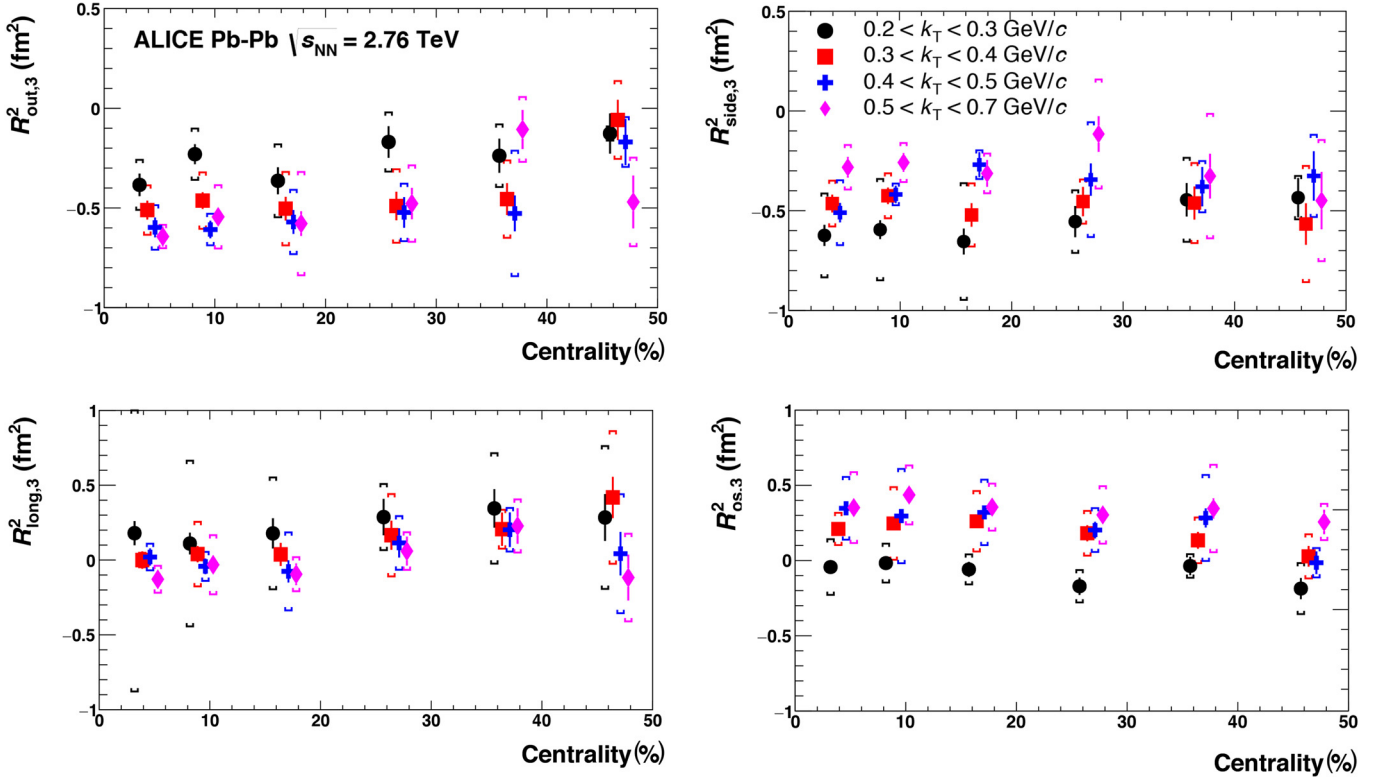 ALICE Pb-Pb √sNN = 2.76 TeV
R²out,3 (fm²)
0.5
0
−0.5
−1
0 10 20 30 40 50
Centrality(%)
R²side,3 (fm²)
0.2 < kT < 0.3 GeV/c
0.3 < kT < 0.4 GeV/c
0.4 < kT < 0.5 GeV/c
0.5 < kT < 0.7 GeV/c
0.5
0
−0.5
−1
0 10 20 30 40 50
Centrality(%)
R²long,3 (fm²)
1
0.5
0
−0.5
−1
0 10 20 30 40 50
Centrality(%)
R²os.3 (fm²)
1
0.5
0
−0.5
−1
0 10 20 30 40 50
Centrality(%)